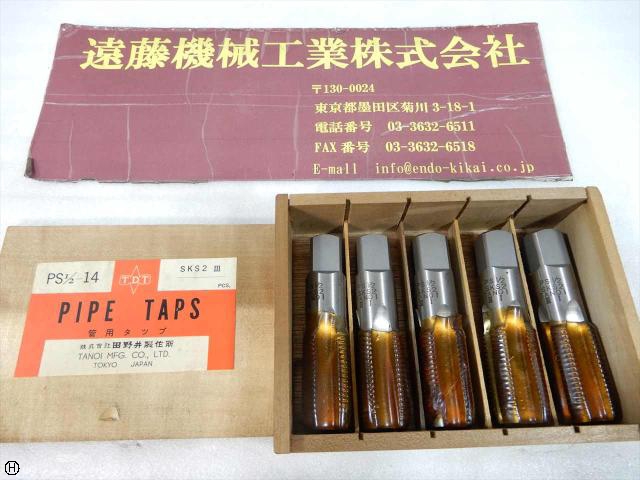 遠藤機械工業株式会社
〒130-0024
東京都墨田区菊川3-18-1
電話番号 03-3632-6511
FAX番号 03-3632-6518
E-mall info@endo-kikai.co.jp
PS1/2-14
TDT
SKS2 III
PCS.
PIPE TAPS
管用タップ
株式會社田野井製作所
TANOI MFG. CO., LTD.
TOKYO JAPAN
H